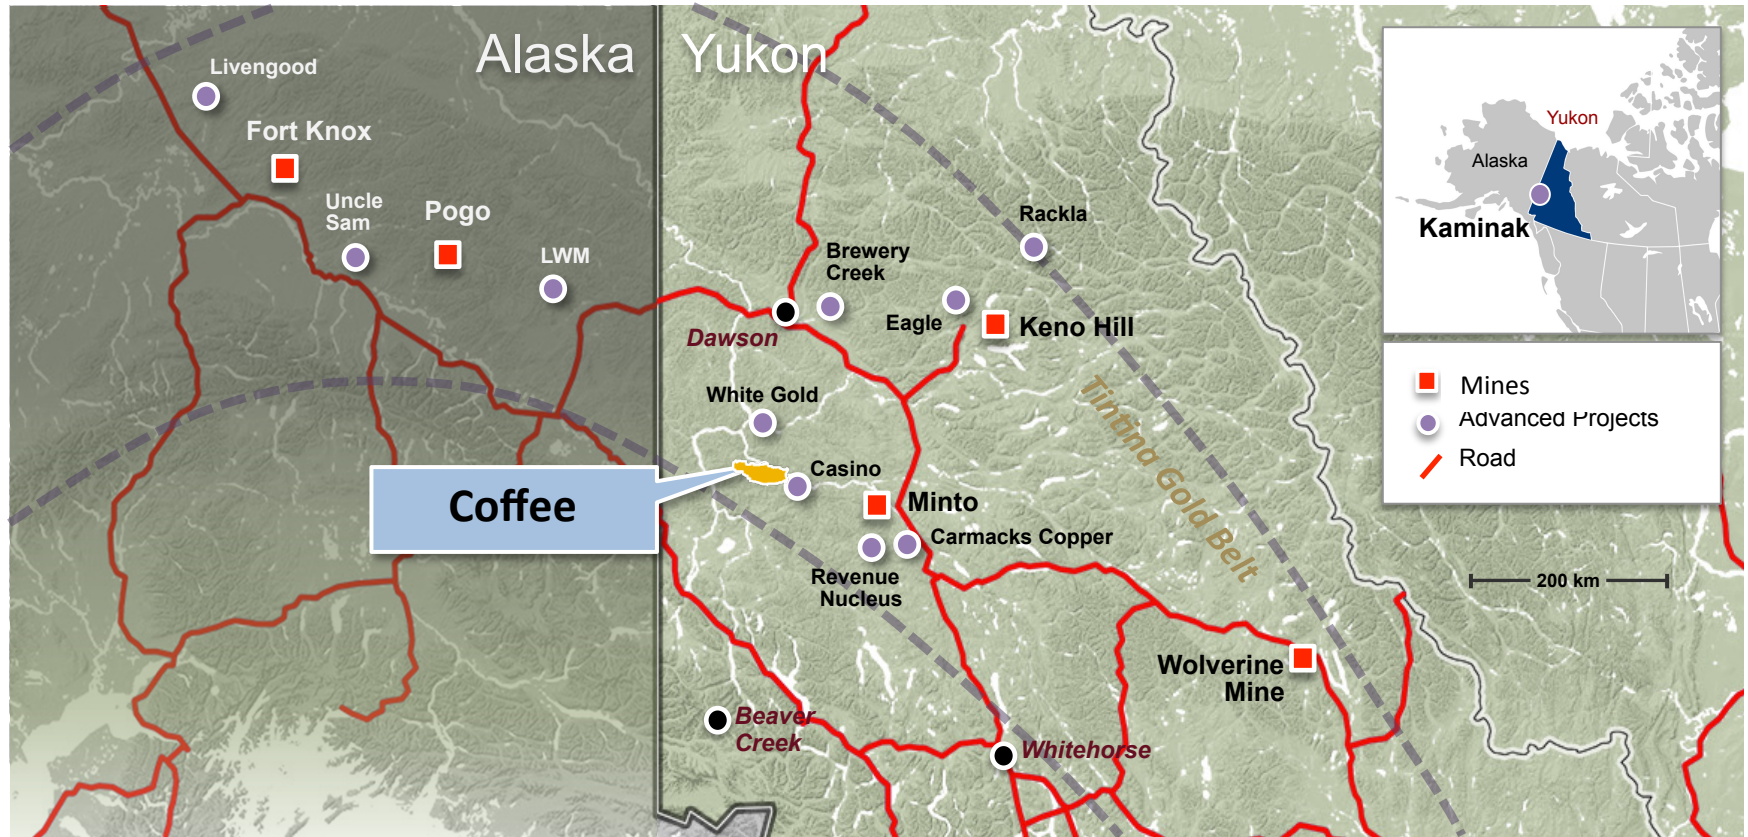 Alaska
Yukon
Livengood
Fort Knox
Uncle
Sam
Pogo
LWM
Brewery
Creek
Rackla
Eagle
Keno Hill
Dawson
White Gold
Coffee
Casino
Minto
Carmacks Copper
Revenue
Nucleus
Tintina Gold Belt
Wolverine
Mine
Beaver
Creek
Whitehorse
Yukon
Alaska
Kaminak
Mines
Advanced Projects
Road
200 km